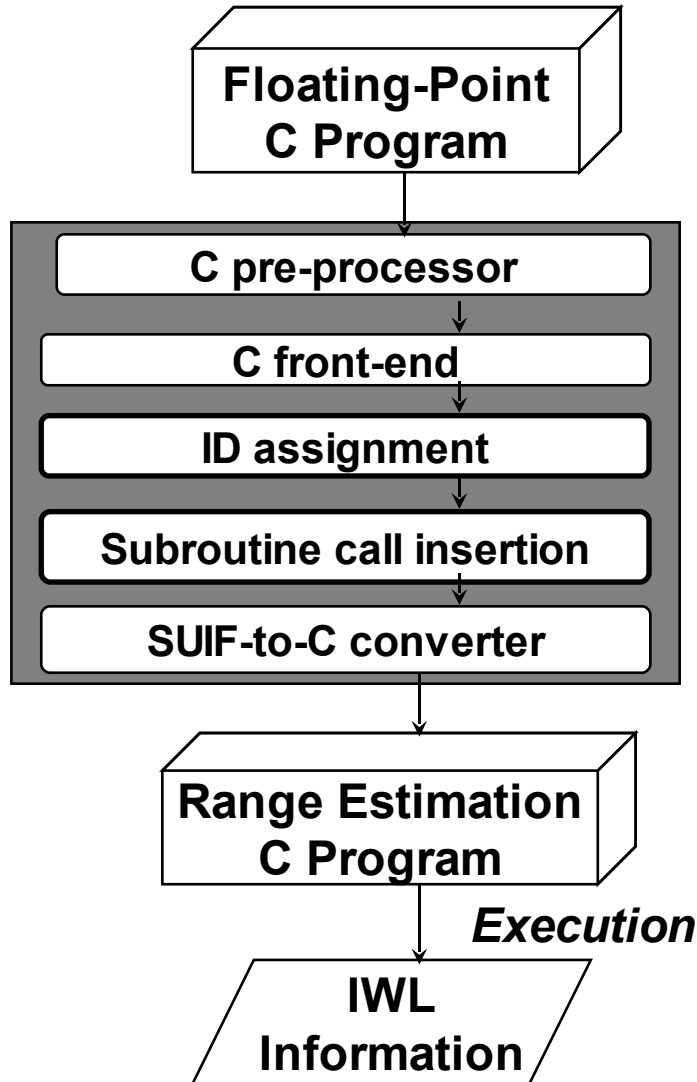 Floating-Point
C Program
C pre-processor
C front-end
ID assignment
Subroutine call insertion
SUIF-to-C converter
Range Estimation
C Program
Execution
IWL
Information